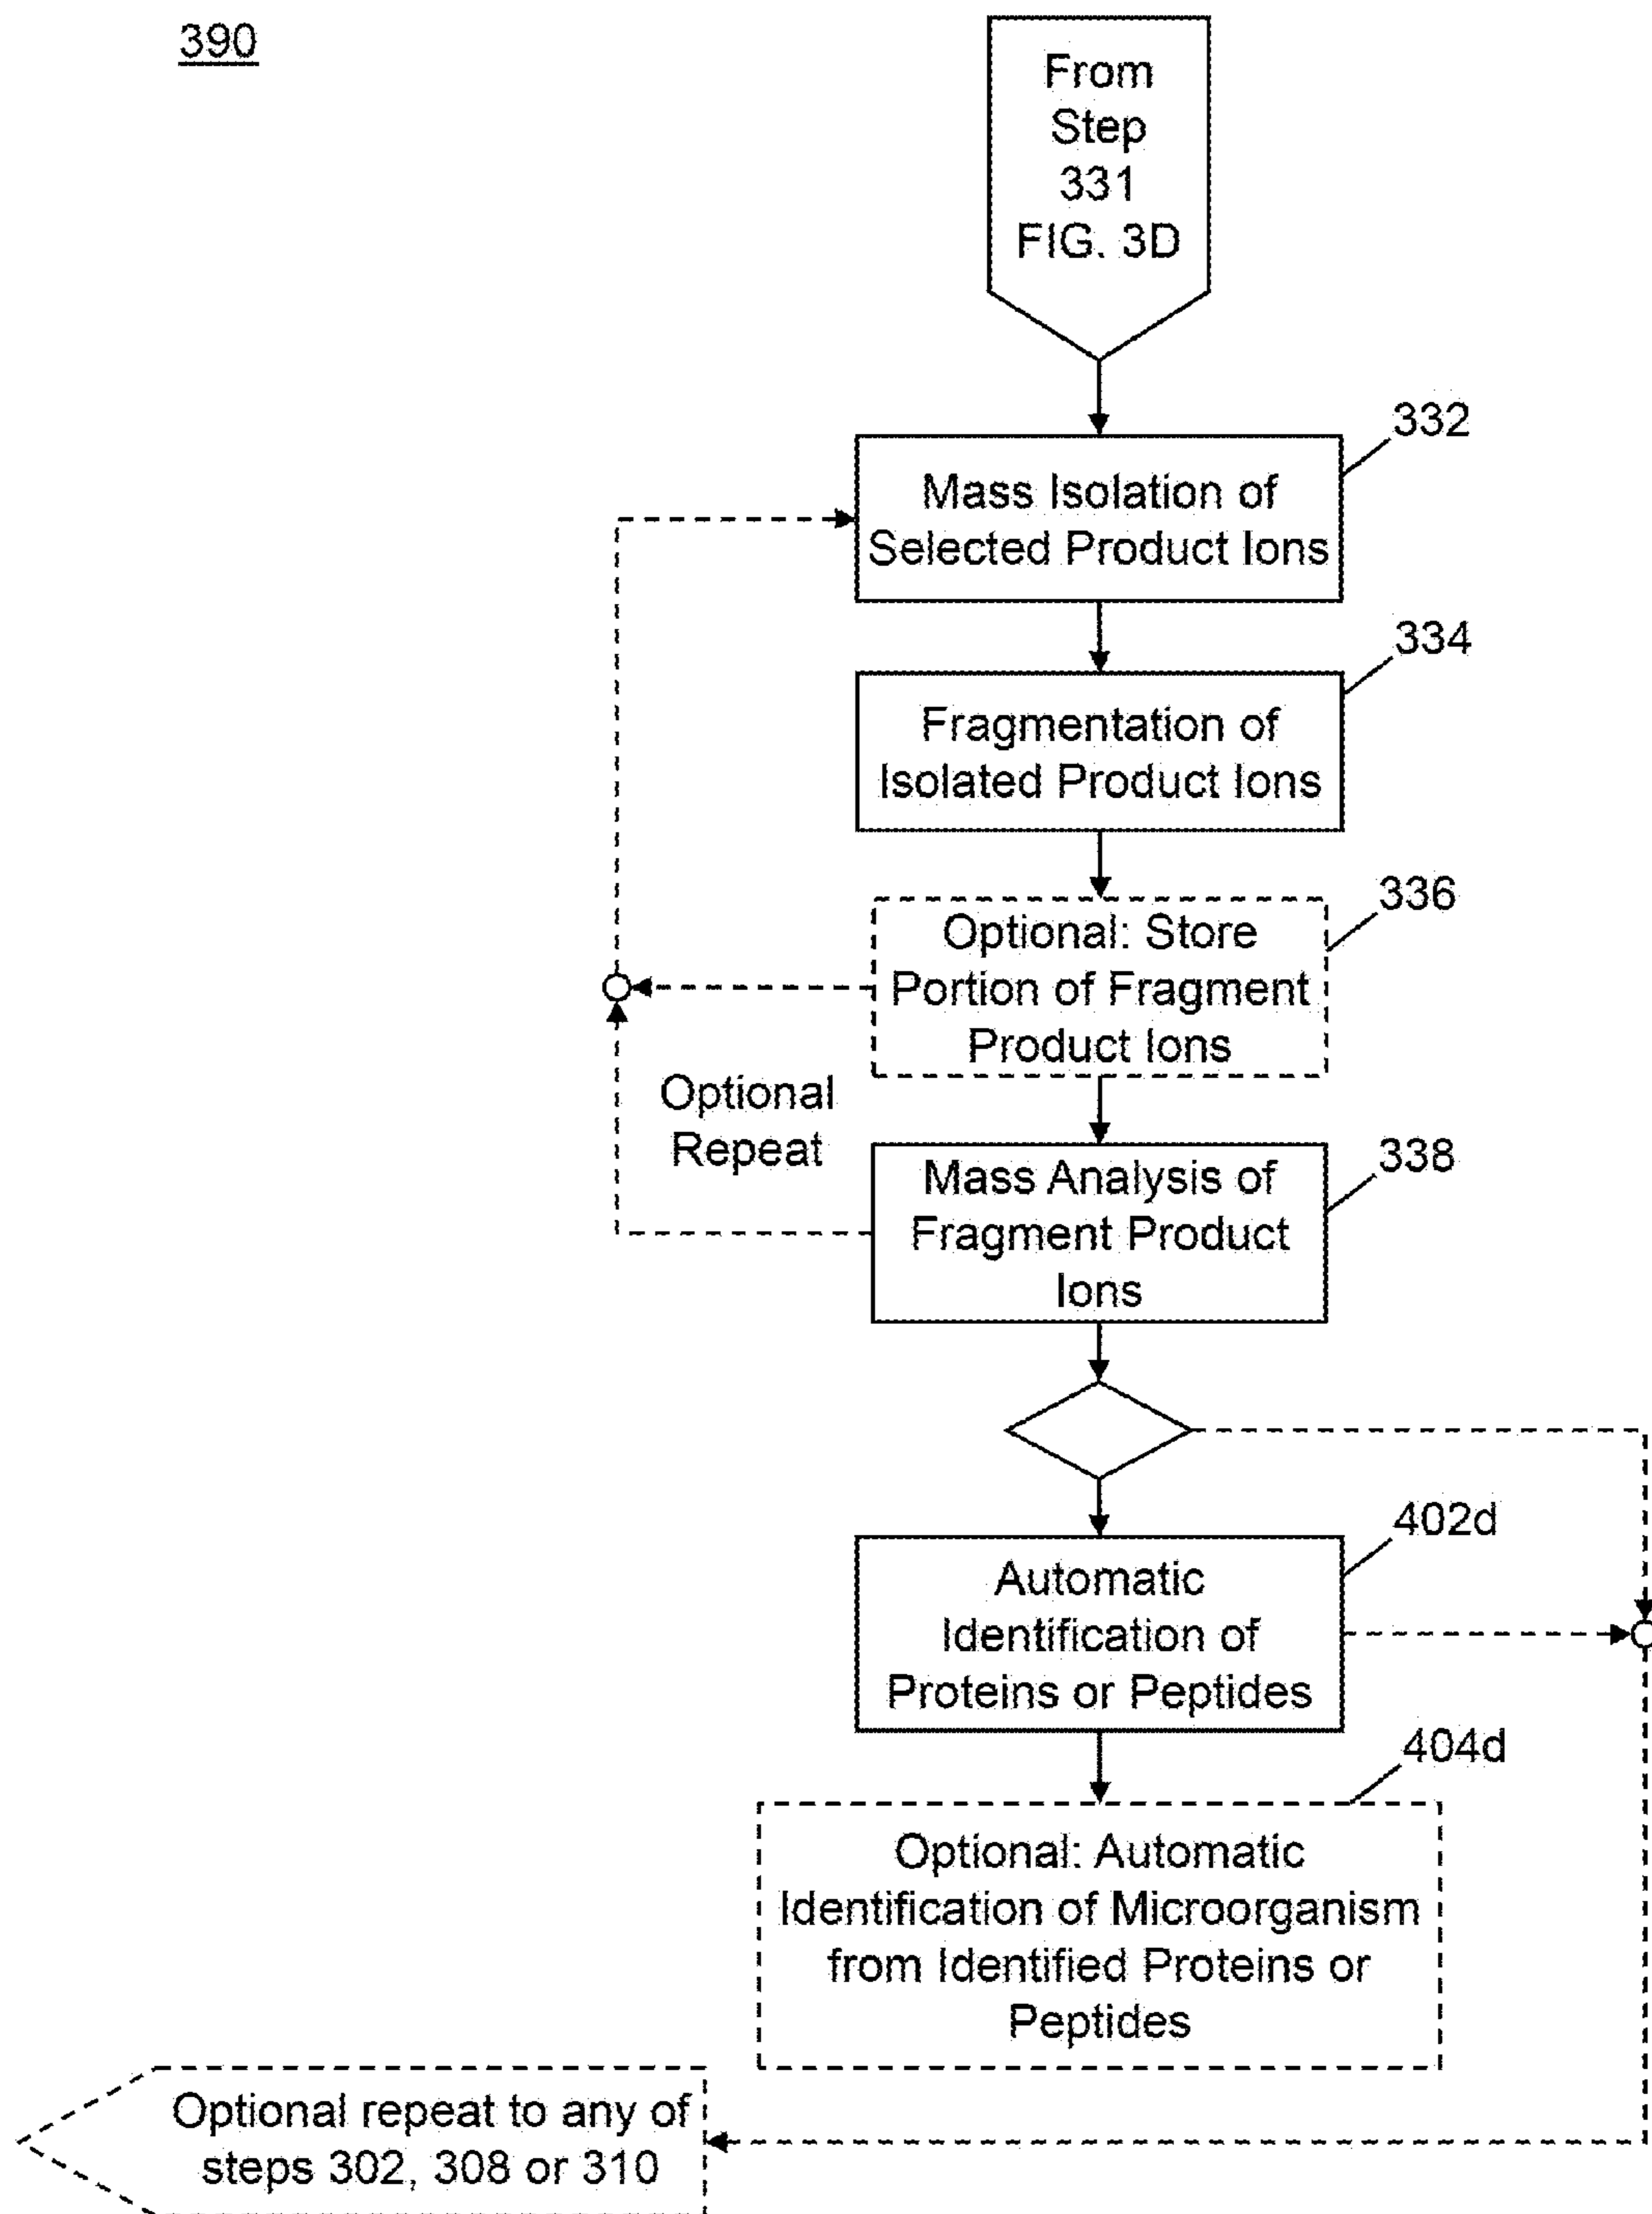 390
From
Step
331
FIG. 3D
332
Mass Isolation of
Selected Product Ions
334
Fragmentation of
Isolated Product Ions
336
Optional: Store
Portion of Fragment
Product Ions
Optional
Repeat
338
Mass Analysis of
Fragment Product
Ions
402d
Automatic
Identification of
Proteins or Peptides
404d
Optional: Automatic
Identification of Microorganism
from Identified Proteins or
Peptides
Optional repeat to any of
steps 302, 308 or 310